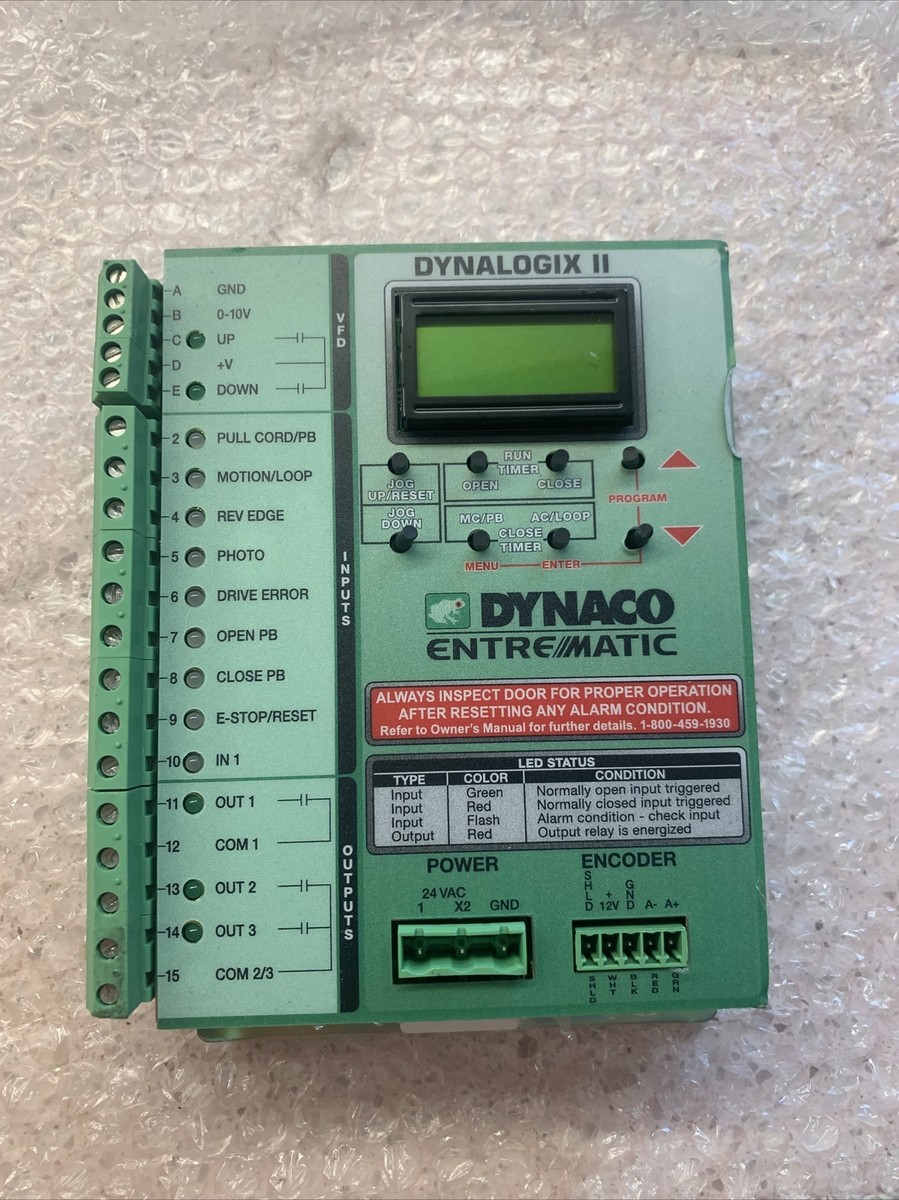 DYNALOGIX II
A GND
B 0-10V
C UP
D +V
E DOWN
VFD
2 PULL CORD/PB
3 MOTION/LOOP
4 REV EDGE
5 PHOTO
6 DRIVE ERROR
7 OPEN PB
8 CLOSE PB
9 E-STOP/RESET
10 IN 1
INPUTS
11 OUT 1
12 COM 1
13 OUT 2
14 OUT 3
15 COM 2/3
OUTPUTS
JOG
UP/RESET
JOG
DOWN
RUN
TIMER
OPEN CLOSE
MC/PB AC/LOOP
CLOSE
TIMER
PROGRAM
MENU ENTER
DYNACO
ENTRE///MATIC
ALWAYS INSPECT DOOR FOR PROPER OPERATION
AFTER RESETTING ANY ALARM CONDITION.
Refer to Owner's Manual for further details. 1-800-459-1930
LED STATUS
TYPE COLOR CONDITION
Input Green Normally open input triggered
Input Red Normally closed input triggered
Input Flash Alarm condition - check input
Output Red Output relay is energized
POWER
24 VAC
1 X2 GND
ENCODER
SHLD +12V GND A- A+
SHLD WHT BLK RED GRN